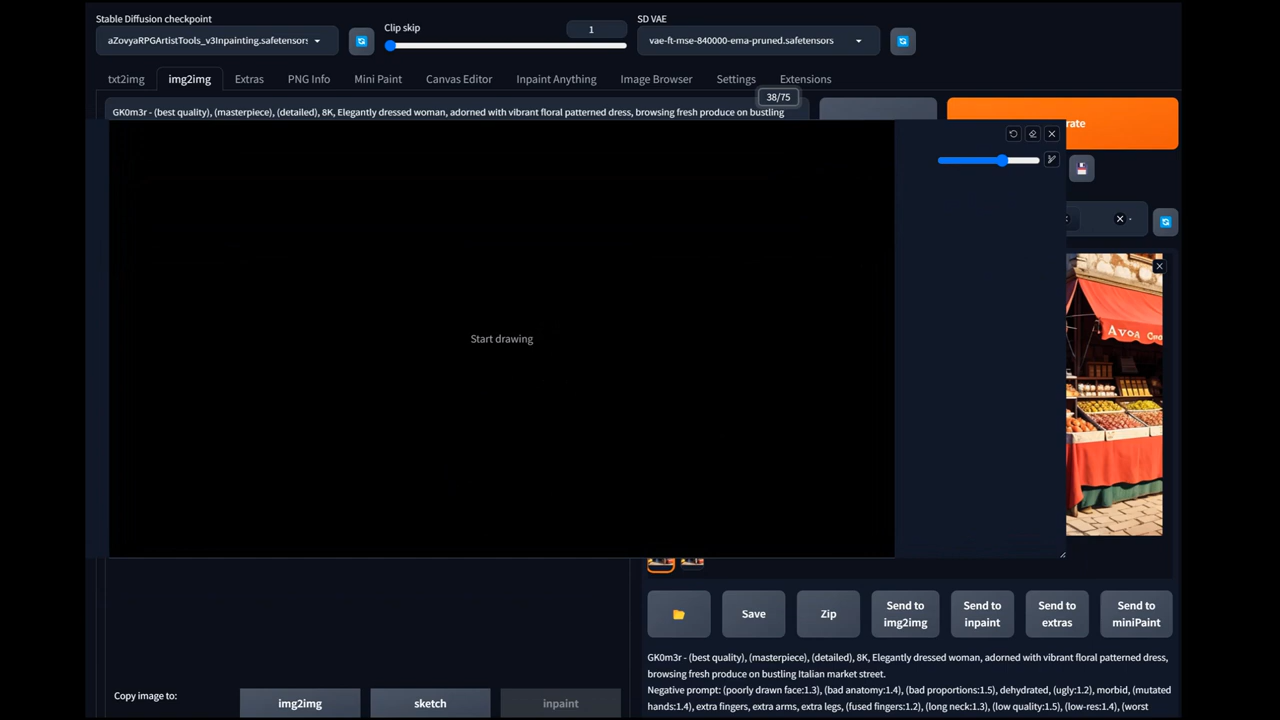 Stable Diffusion checkpoint
Clip skip
1
SD VAE
aZovyaRPGArtistTools_v3Inpainting.safetensors
vae-ft-mse-840000-ema-pruned.safetensors
txt2img
img2img
Extras
PNG Info
Mini Paint
Canvas Editor
Inpaint Anything
Image Browser
Settings
Extensions
38/75
GK0m3r - (best quality), (masterpiece), (detailed), 8K, Elegantly dressed woman, adorned with vibrant floral patterned dress, browsing fresh produce on bustling
rate
Start drawing
Avoa
Save
Zip
Send to img2img
Send to inpaint
Send to extras
Send to miniPaint
GK0m3r - (best quality), (masterpiece), (detailed), 8K, Elegantly dressed woman, adorned with vibrant floral patterned dress,
browsing fresh produce on bustling Italian market street.
Negative prompt: (poorly drawn face:1.3), (bad anatomy:1.4), (bad proportions:1.5), dehydrated, (ugly:1.2), morbid, (mutated
hands:1.4), extra fingers, extra arms, extra legs, (fused fingers:1.2), (long neck:1.3), (low quality:1.5), (low-res:1.4), (worst
Copy image to:
img2img
sketch
inpaint